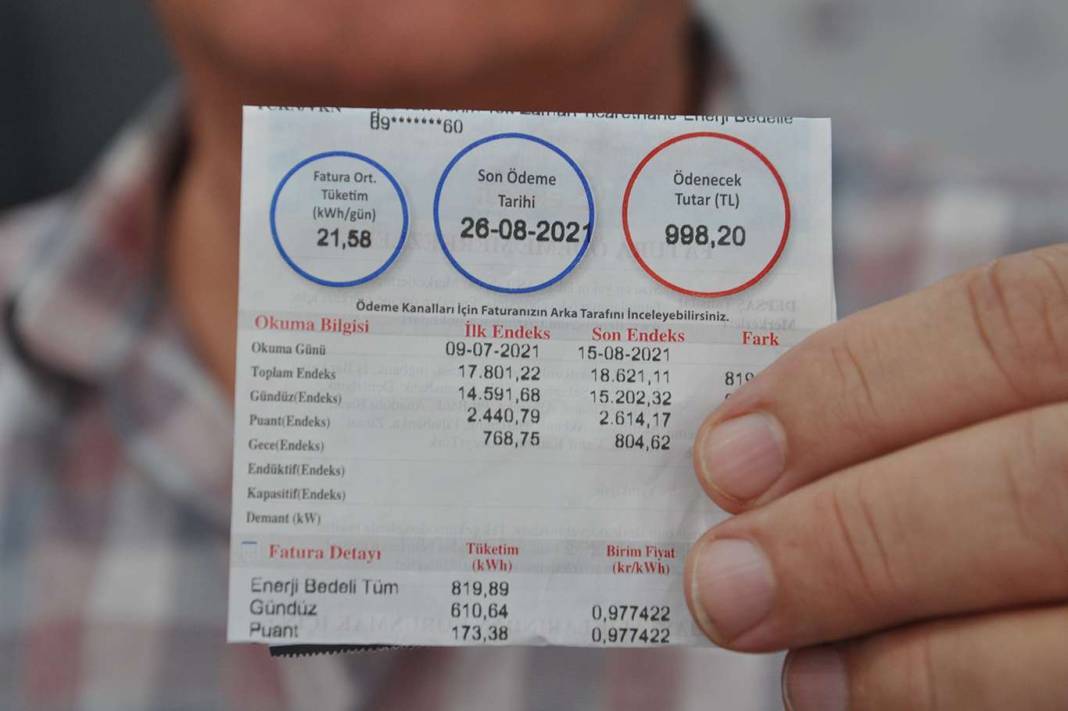 89*******60
Fatura Ort.
Tüketim
(kWh/gün)
21,58
Son Ödeme
Tarihi
26-08-2021
Ödenecek
Tutar (TL)
998,20
Ödeme Kanalları İçin Faturanızın Arka Tarafını İnceleyebilirsiniz.
Okuma Bilgisi İlk Endeks Son Endeks Fark
Okuma Günü 09-07-2021 15-08-2021
Toplam Endeks 17.801,22 18.621,11 819
Gündüz(Endeks) 14.591,68 15.202,32
Puant(Endeks) 2.440,79 2.614,17
Gece(Endeks) 768,75 804,62
Endüktif(Endeks)
Kapasitif(Endeks)
Demant (kW)
Fatura Detayı Tüketim (kWh) Birim Fiyat (kr/kWh)
Enerji Bedeli Tüm 819,89
Gündüz 610,64 0,977422
Puant 173,38 0,977422